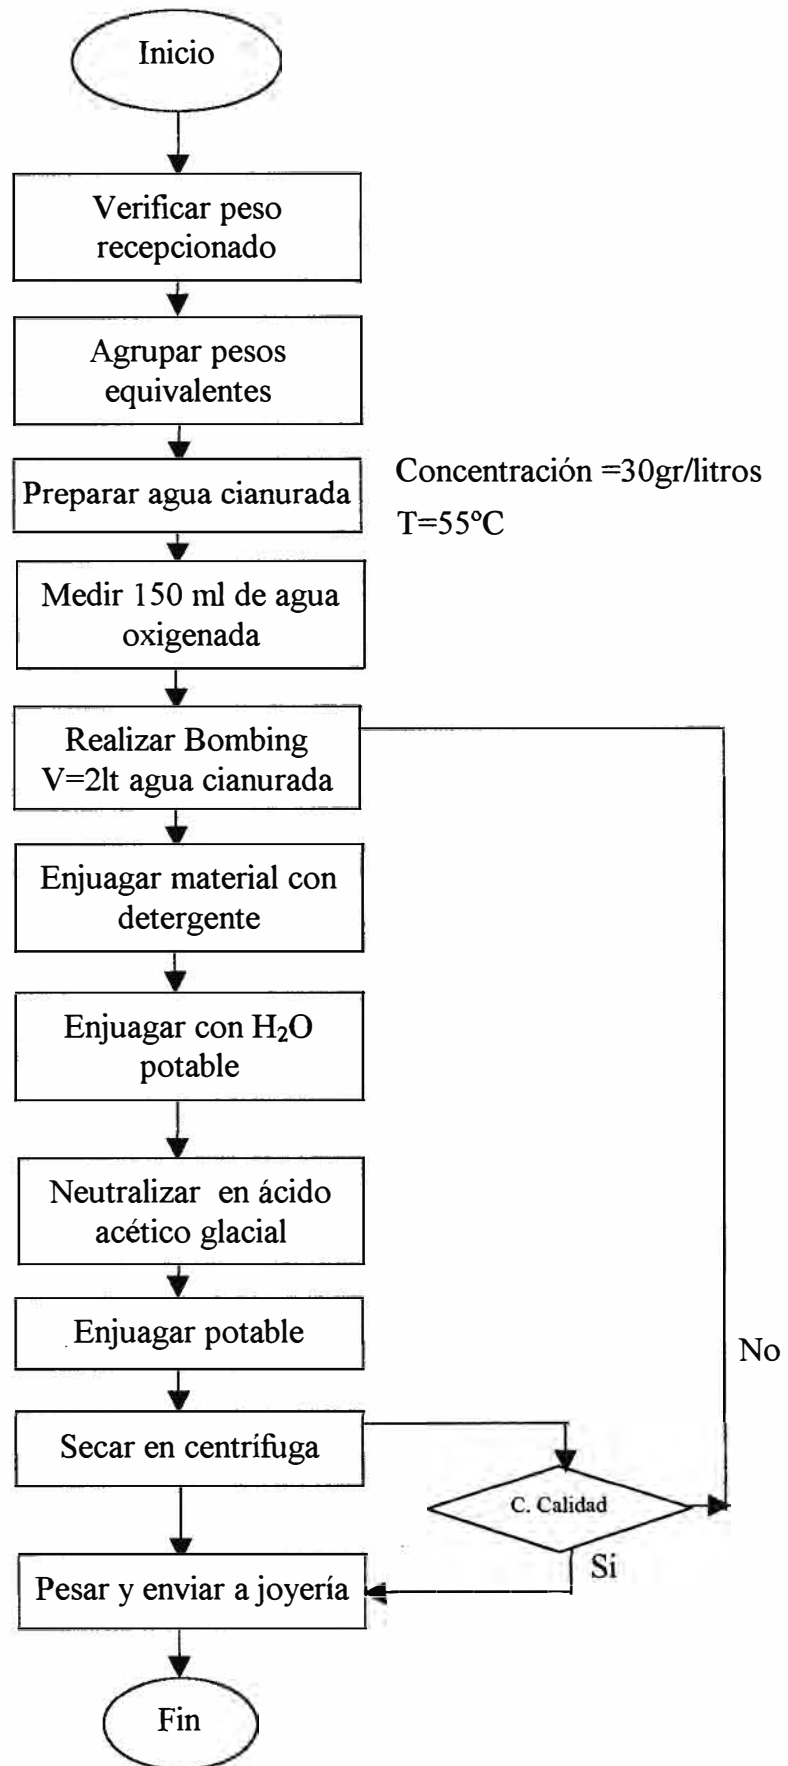 Inicio
Verificar peso
recepcionado
Agrupar pesos
equivalentes
Preparar agua cianurada
Concentración =30gr/litros
T=55ºC
Medir 150 ml de agua
oxigenada
Realizar Bombing
V=2lt agua cianurada
Enjuagar material con
detergente
Enjuagar con H₂O
potable
Neutralizar en ácido
acético glacial
Enjuagar potable
No
Secar en centrífuga
C. Calidad
Si
Pesar y enviar a joyería
Fin